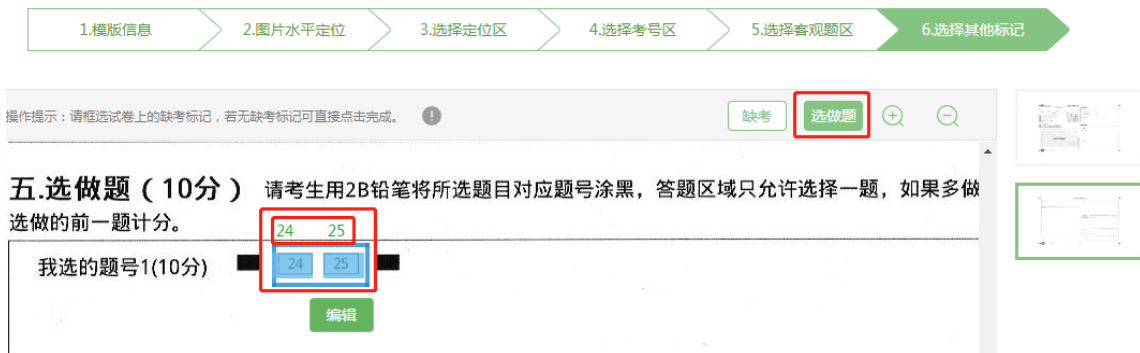 1.模版信息
2.图片水平定位
3.选择定位区
4.选择考号区
5.选择客观题区
6.选择其他标记
操作提示：请框选试卷上的缺考标记，若无缺考标记可直接点击完成。
缺考
选做题
五.选做题（10分） 请考生用2B铅笔将所选题目对应题号涂黑，答题区域只允许选择一题，如果多做
选做的前一题计分。
24 25
我选的题号1(10分) 24 25
编辑